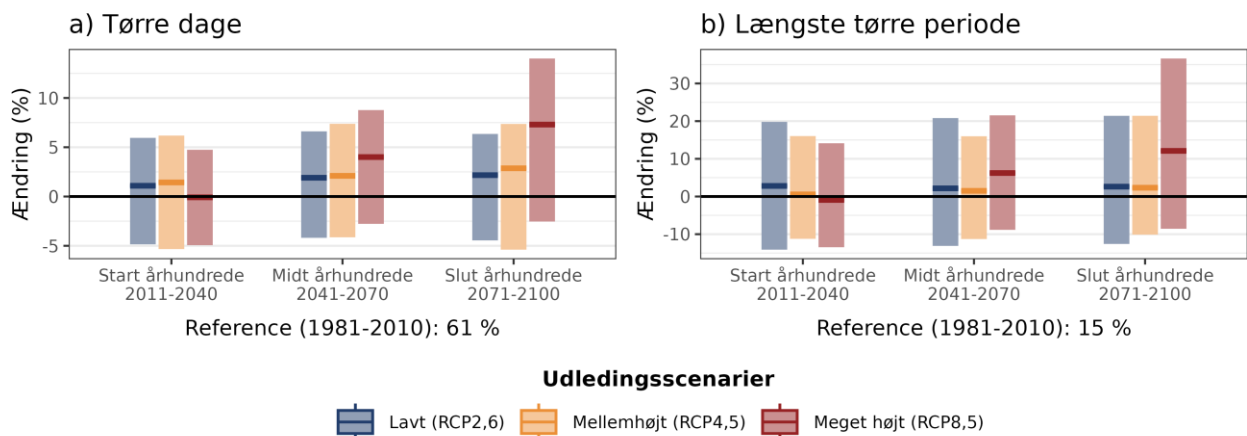 a) Tørre dage
Ændring (%)
10
5
0
-5
Start århundrede
2011-2040
Midt århundrede
2041-2070
Slut århundrede
2071-2100
Reference (1981-2010): 61 %
b) Længste tørre periode
Ændring (%)
30
20
10
0
-10
Start århundrede
2011-2040
Midt århundrede
2041-2070
Slut århundrede
2071-2100
Reference (1981-2010): 15 %
Udledingsscenarier
Lavt (RCP2,6)
Mellemhøjt (RCP4,5)
Meget højt (RCP8,5)